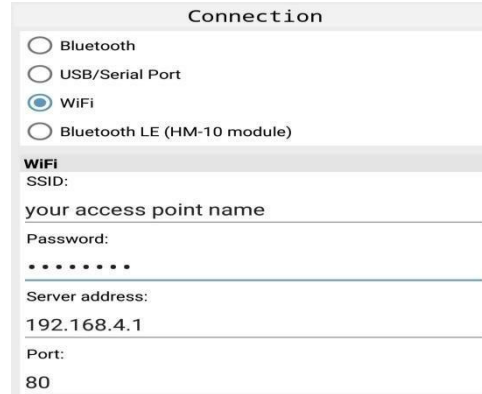 Connection
Bluetooth
USB/Serial Port
WiFi
Bluetooth LE (HM-10 module)
WiFi
SSID:
your access point name
Password:
••••••••
Server address:
192.168.4.1
Port:
80